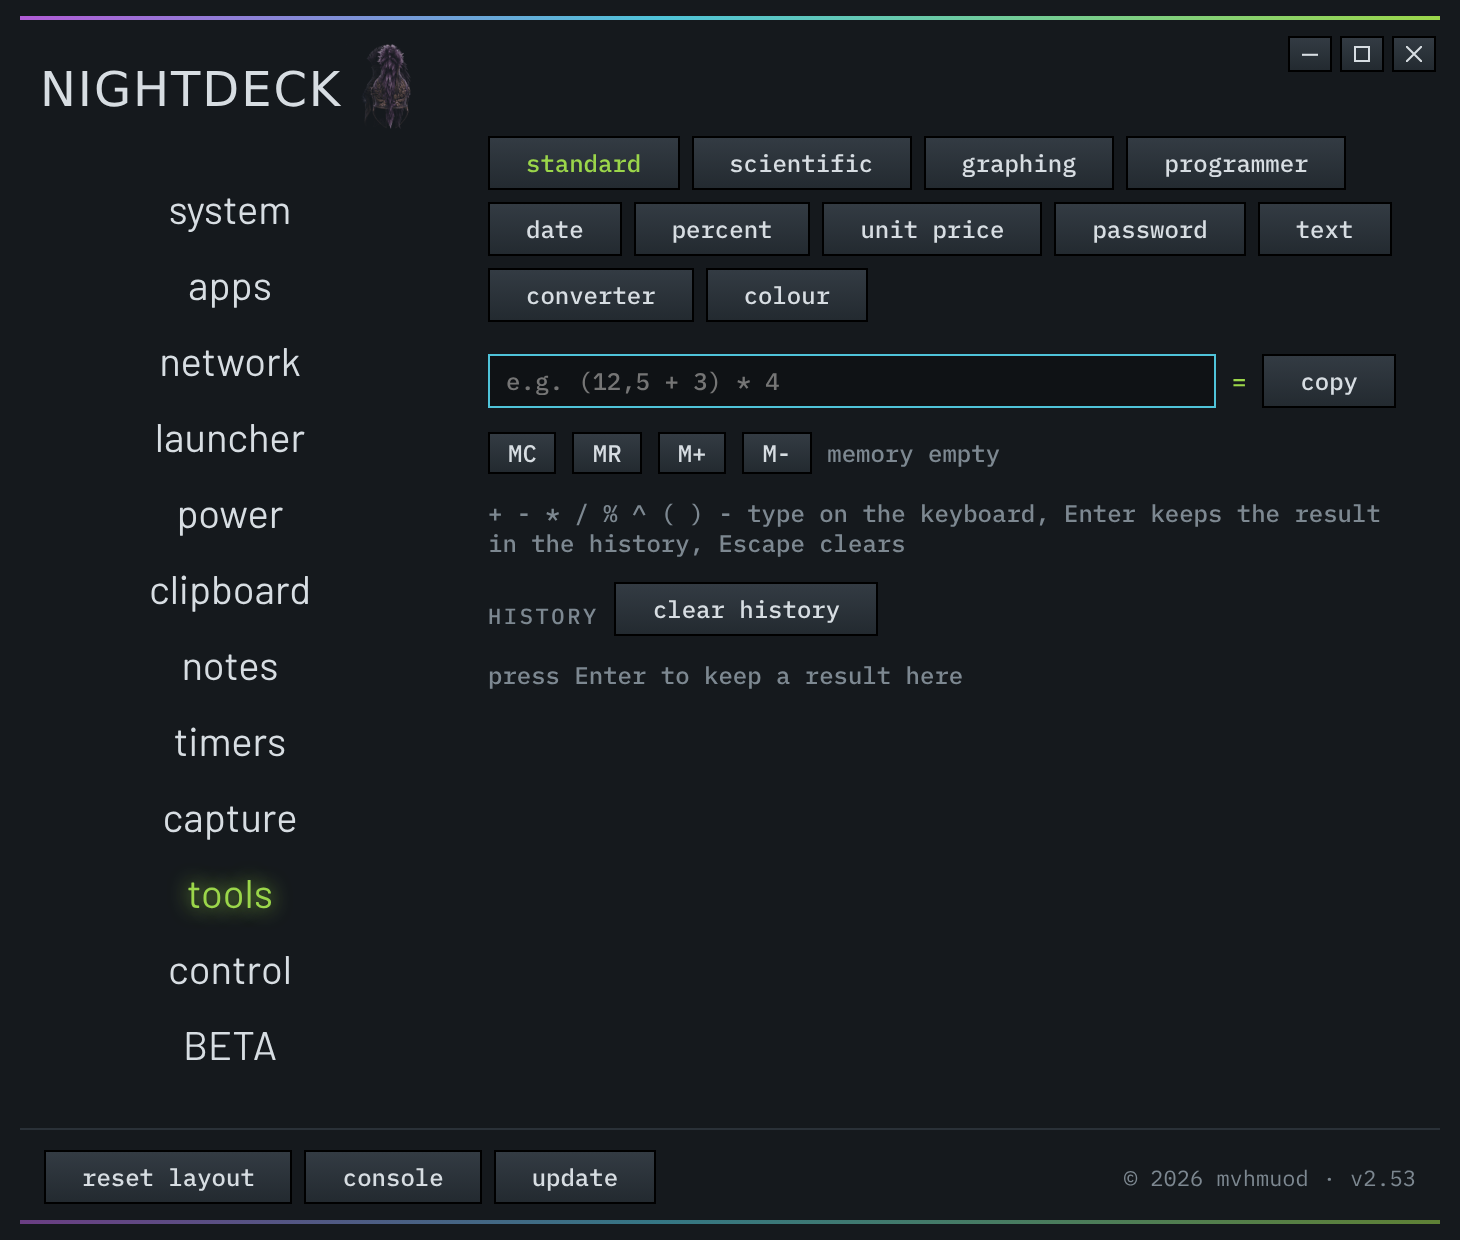 NIGHTDECK
system
apps
network
launcher
power
clipboard
notes
timers
capture
tools
control
BETA
standard scientific graphing programmer
date percent unit price password text
converter colour
e.g. (12,5 + 3) * 4 = copy
MC MR M+ M- memory empty
+ - * / % ^ ( ) - type on the keyboard, Enter keeps the result
in the history, Escape clears
HISTORY clear history
press Enter to keep a result here
reset layout console update © 2026 mvhmuod · v2.53